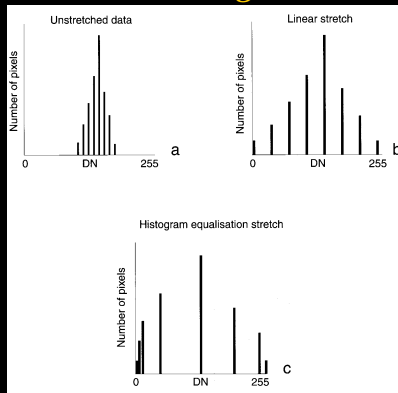 Unstretched data
Number of pixels
0 DN 255
a
Linear stretch
Number of pixels
0 DN 255
b
Histogram equalisation stretch
Number of pixels
0 DN 255
c